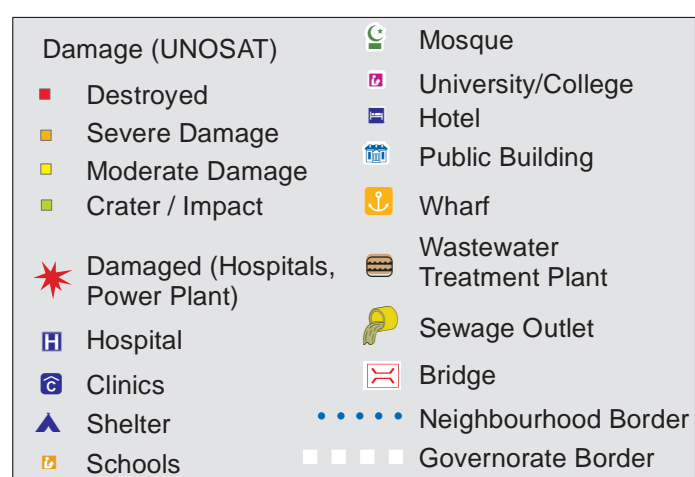 Damage (UNOSAT)
Destroyed
Severe Damage
Moderate Damage
Crater / Impact
Damaged (Hospitals,
Power Plant)
H Hospital
C Clinics
Shelter
Schools
Mosque
University/College
Hotel
Public Building
Wharf
Wastewater
Treatment Plant
Sewage Outlet
Bridge
Neighbourhood Border
Governorate Border